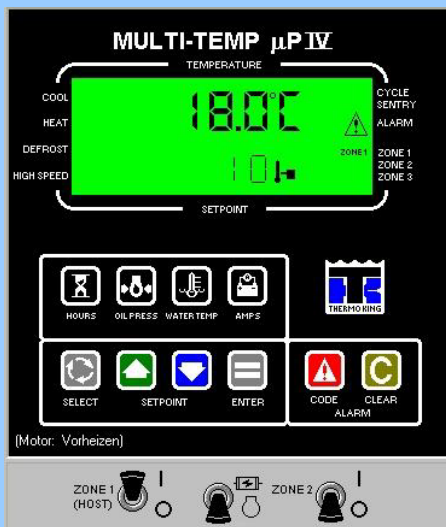 MULTI-TEMP µP IV
TEMPERATURE
COOL
HEAT
DEFROST
HIGH SPEED
18.0°C
ZONE 1
10
CYCLE
SENTRY
ALARM
ZONE 1
ZONE 2
ZONE 3
SETPOINT
HOURS OIL PRESS WATER TEMP AMPS
THERMO KING
C
SELECT SETPOINT ENTER
CODE CLEAR
ALARM
(Motor: Vorheizen)
ZONE 1
(HOST)
I
O
ZONE 2
I
O